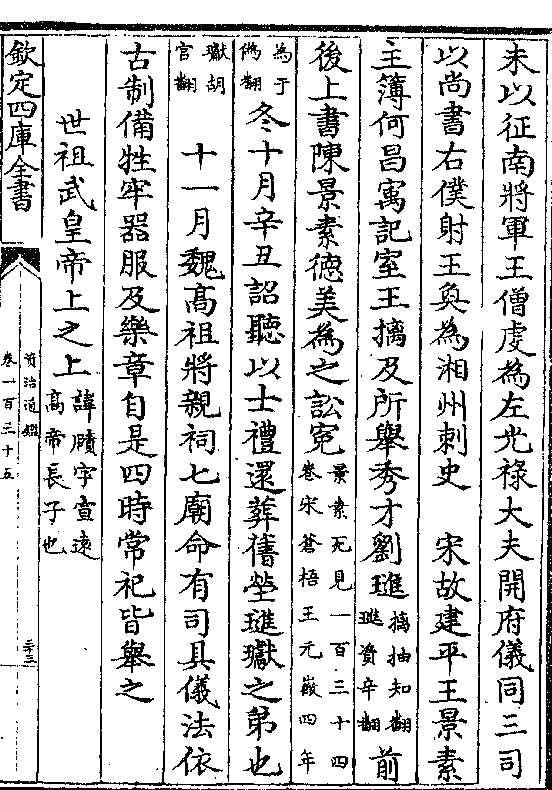 未以征南將軍王僧虔為左光祿大夫開府儀同三司
以尚書右僕射王奐為湘州刺史　宋故建平王景素
主簿何昌㝢記室王摛及所舉秀才劉璡摛抽知翻璡資辛翻前
後上書陳景素德美為之訟寃景素死見一百三十四卷宋蒼梧王元徽四年
為于偽翻冬十月辛丑詔聽以士禮還葬舊塋璡瓛之弟也
瓛胡官翻　十一月魏高祖將親祠七廟命有司具儀法依
古制備牲牢器服及樂章自是四時常祀皆舉之
世祖武皇帝上之上諱賾字宣遠高帝長子也
欽定四庫全書
資治通鑑
卷一百三十五
二十三